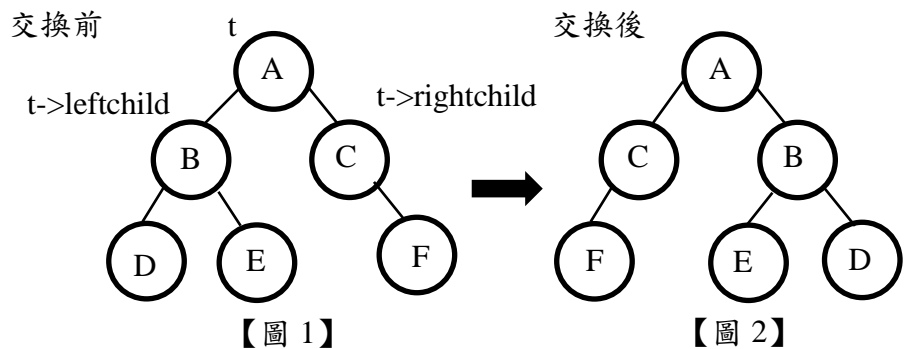 交換前 t 交換後
A A
t->leftchild t->rightchild
B C C B
D E F F E D
【圖 1】 【圖 2】